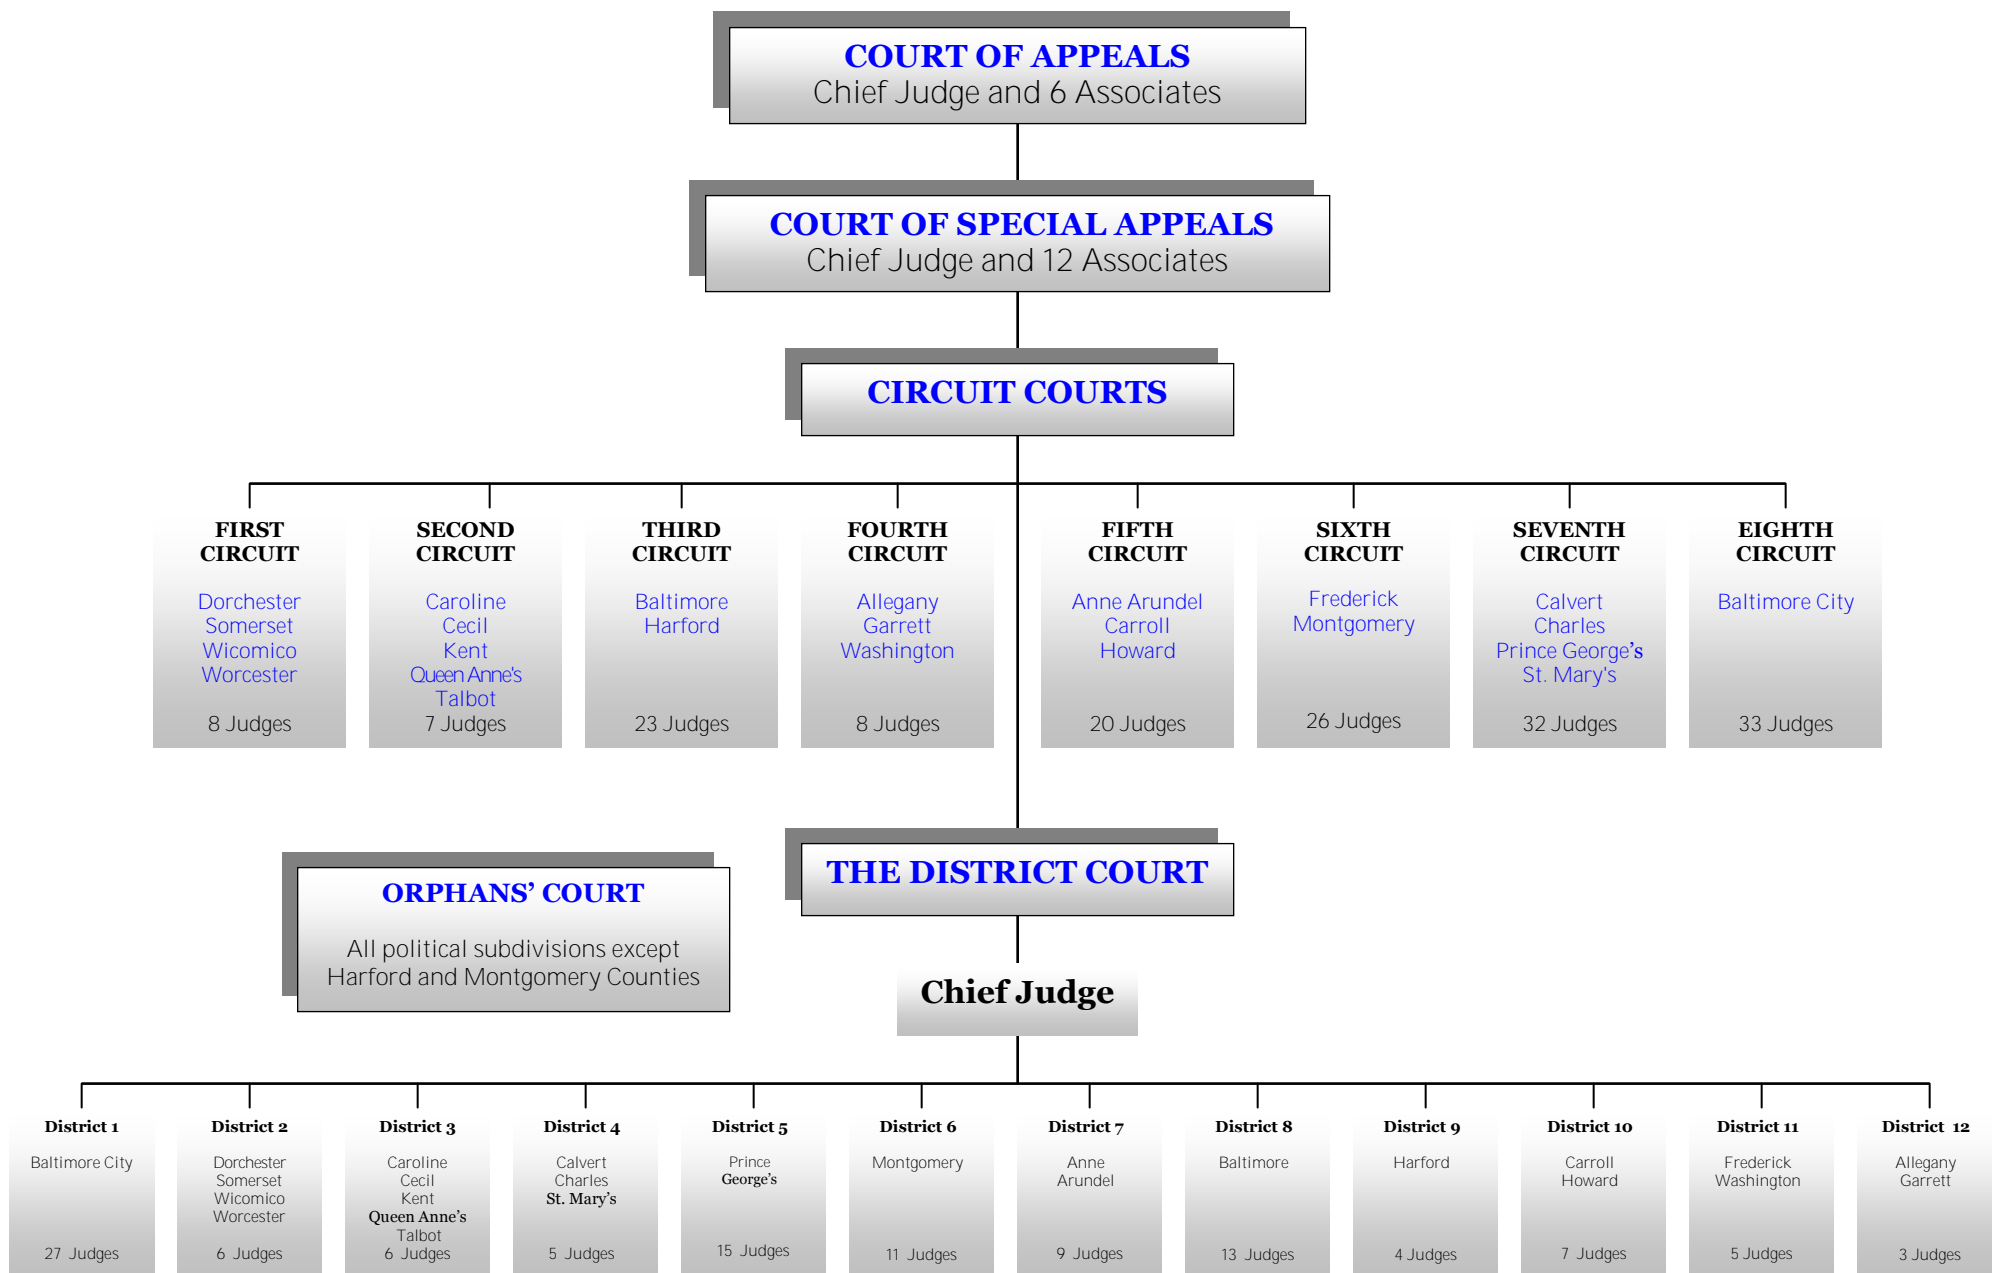 COURT OF APPEALS
Chief Judge and 6 Associates
COURT OF SPECIAL APPEALS
Chief Judge and 12 Associates
CIRCUIT COURTS
FIRST
CIRCUIT
Dorchester
Somerset
Wicomico
Worcester
8 Judges
SECOND
CIRCUIT
Caroline
Cecil
Kent
Queen Anne's
Talbot
7 Judges
THIRD
CIRCUIT
Baltimore
Harford
23 Judges
FOURTH
CIRCUIT
Allegany
Garrett
Washington
8 Judges
FIFTH
CIRCUIT
Anne Arundel
Carroll
Howard
20 Judges
SIXTH
CIRCUIT
Frederick
Montgomery
26 Judges
SEVENTH
CIRCUIT
Calvert
Charles
Prince George's
St. Mary's
32 Judges
EIGHTH
CIRCUIT
Baltimore City
33 Judges
ORPHANS' COURT
All political subdivisions except
Harford and Montgomery Counties
THE DISTRICT COURT
Chief Judge
District 1
Baltimore City
27 Judges
District 2
Dorchester
Somerset
Wicomico
Worcester
6 Judges
District 3
Caroline
Cecil
Kent
Queen Anne's
Talbot
6 Judges
District 4
Calvert
Charles
St. Mary's
5 Judges
District 5
Prince
George's
15 Judges
District 6
Montgomery
11 Judges
District 7
Anne
Arundel
9 Judges
District 8
Baltimore
13 Judges
District 9
Harford
4 Judges
District 10
Carroll
Howard
7 Judges
District 11
Frederick
Washington
5 Judges
District 12
Allegany
Garrett
3 Judges